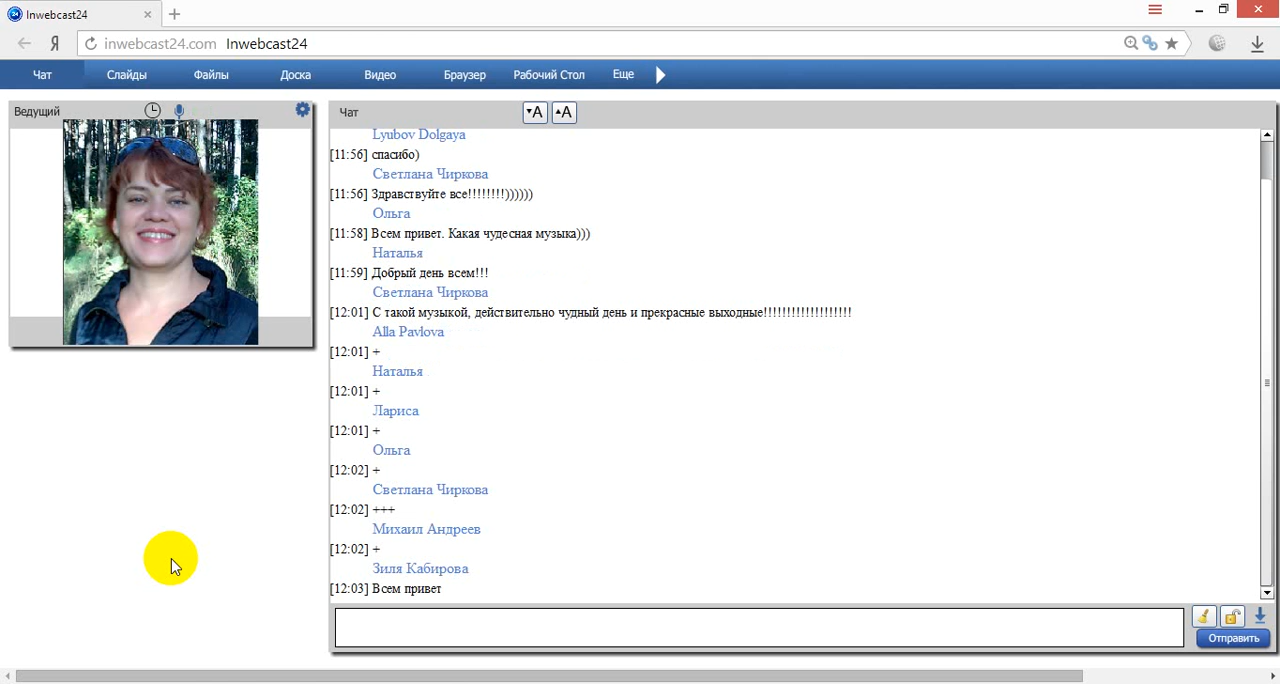 Inwebcast24
Я
inwebcast24.com Inwebcast24
Чат Слайды Файлы Доска Видео Браузер Рабочий Стол Еще
Ведущий
Чат
A A
Lyubov Dolgaya
[11:56] спасибо)
Светлана Чиркова
[11:56] Здравствуйте все!!!!!!!!))))))
Ольга
[11:58] Всем привет. Какая чудесная музыка)))
Наталья
[11:59] Добрый день всем!!!
Светлана Чиркова
[12:01] С такой музыкой, действительно чудный день и прекрасные выходные!!!!!!!!!!!!!!!!!!!
Alla Pavlova
[12:01] +
Наталья
[12:01] +
Лариса
[12:01] +
Ольга
[12:02] +
Светлана Чиркова
[12:02] +++
Михаил Андреев
[12:02] +
Зиля Кабирова
[12:03] Всем привет
Отправить